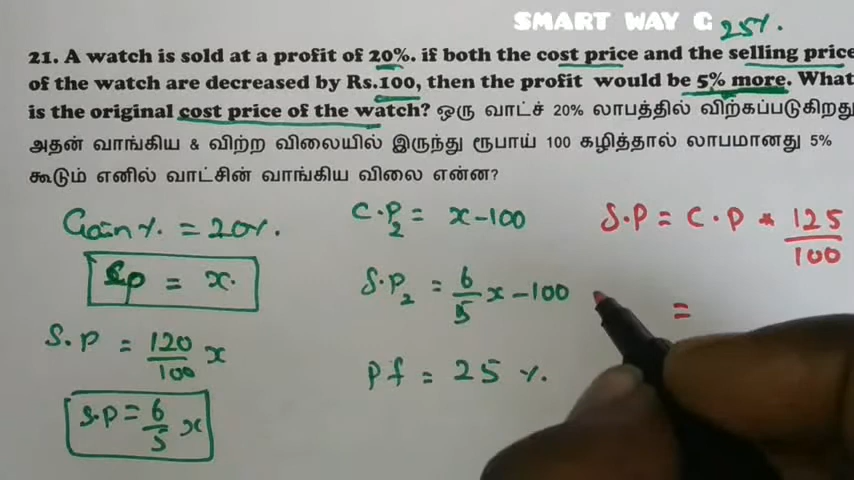 SMART WAY G
25%.
21. A watch is sold at a profit of 20%. if both the cost price and the selling price
of the watch are decreased by Rs.100, then the profit would be 5% more. What
is the original cost price of the watch? ஒரு வாட்ச் 20% லாபத்தில் விற்கப்படுகிறது
அதன் வாங்கிய & விற்ற விலையில் இருந்து ரூபாய் 100 கழித்தால் லாபமானது 5%
கூடும் எனில் வாட்சின் வாங்கிய விலை என்ன?
Gain% = 20%.
Sp = x.
S.P = 120/100 x
S.P = 6/5 x
C.P2 = x-100
S.P2 = 6/5 x - 100
Pf = 25 %.
S.P = C.P * 125/100
=